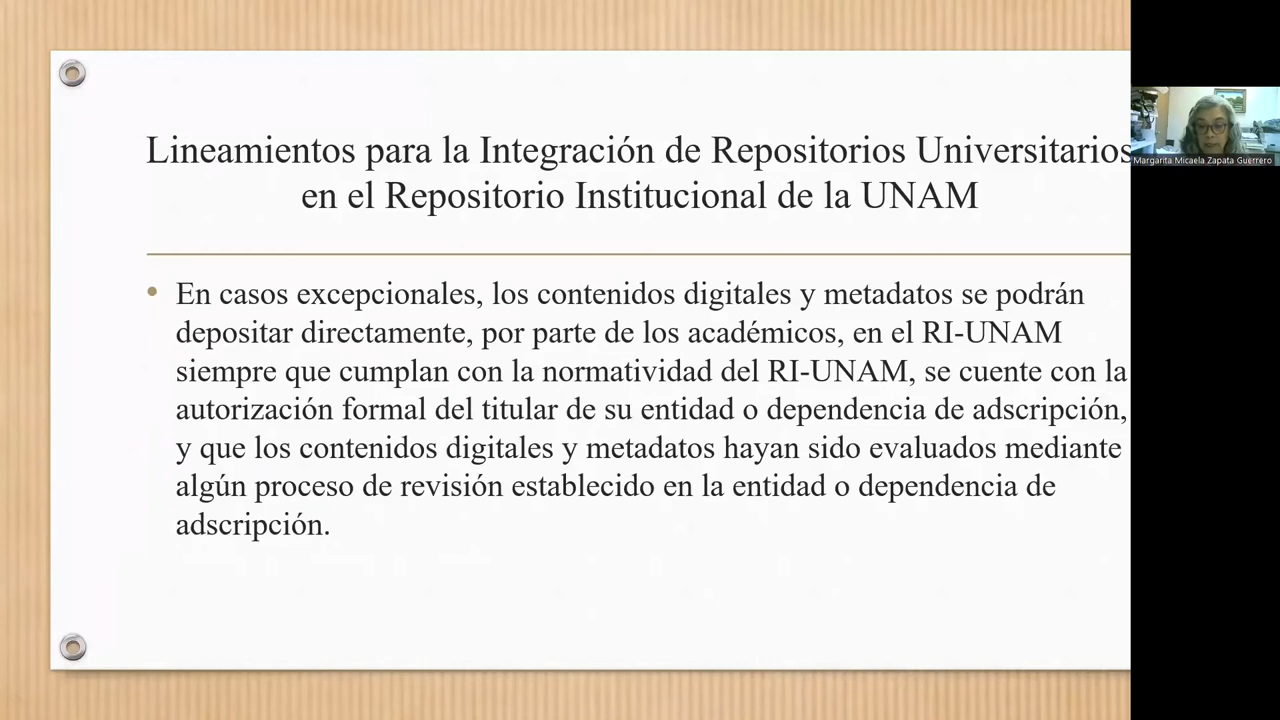 Lineamientos para la Integración de Repositorios Universitarios
en el Repositorio Institucional de la UNAM
• En casos excepcionales, los contenidos digitales y metadatos se podrán
depositar directamente, por parte de los académicos, en el RI-UNAM
siempre que cumplan con la normatividad del RI-UNAM, se cuente con la
autorización formal del titular de su entidad o dependencia de adscripción,
y que los contenidos digitales y metadatos hayan sido evaluados mediante
algún proceso de revisión establecido en la entidad o dependencia de
adscripción.
Margarita Micaela Zapata Guerrero